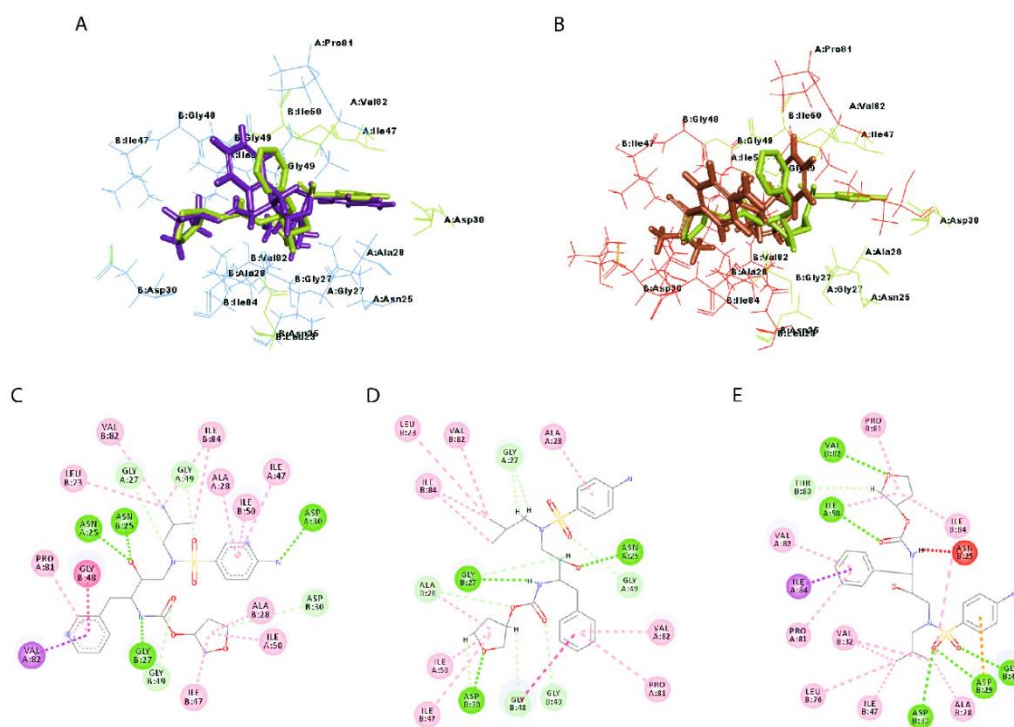 A
B
A:Pro81
A:Val82
B:Ile50
A:Ile47
B:Gly48
B:Ile47
B:Gly49
Gly49
A:Asp30
A:Ala28
B:Val82
B:Ala28
B:Gly27
A:Gly27
B:Asp30
B:Ile84
A:Asn25
A:Pro81
A:Val82
B:Ile50
A:Ile47
B:Gly48
B:Ile47
A:Asp30
A:Ala28
B:Val82
B:Ala28
B:Gly27
A:Gly27
B:Asp30
B:Ile84
A:Asn25
C
D
E
VAL
B:82
ILE
B:84
LEU
B:23
GLY
A:27
GLY
A:49
ALA
A:28
ILE
A:47
ILE
B:50
ASP
A:30
ASN
A:25
ASN
B:25
PRO
A:81
GLY
B:48
ALA
B:28
ASP
B:30
ILE
A:50
VAL
A:82
GLY
B:27
GLY
B:49
ILE
B:47
LEU
B:23
VAL
B:82
GLY
A:27
ALA
A:28
ILE
B:84
ASN
A:25
GLY
B:27
GLY
A:49
ALA
B:28
VAL
A:82
ILE
A:50
ILE
B:47
ASP
B:30
GLY
B:48
GLY
B:49
PRO
A:81
PRO
B:81
VAL
B:82
THR
B:80
ILE
A:50
ILE
B:84
VAL
A:82
ASN
B:25
ILE
A:84
PRO
A:81
VAL
B:32
LEU
B:76
ILE
B:47
ASP
B:30
ALA
B:28
ASP
B:29